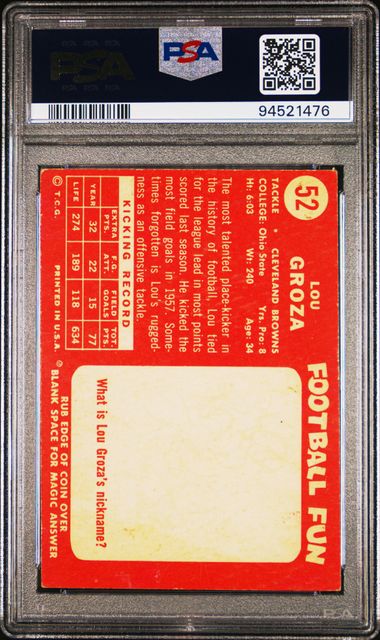 PSA
PSA
94521476
52
LOU
GROZA
TACKLE * CLEVELAND BROWNS
COLLEGE: Ohio State Yrs. Pro: 8
Ht: 6:03 Wt: 240 Age: 34
The most talented place-kicker in
the history of football, Lou tied
for the league lead in most points
scored last season. He kicked the
most field goals in 1957. Some-
times forgotten is Lou's rugged-
ness as an offensive tackle.
KICKING RECORD
EXTRA PTS. F.G. ATT. FIELD GOALS TOT. PTS.
YEAR 32 22 15 77
LIFE 274 189 118 634
© T.C.G. PRINTED IN U.S.A
FOOTBALL FUN
What is Lou Groza's nickname?
RUB EDGE OF COIN OVER
BLANK SPACE FOR MAGIC ANSWER
PSA